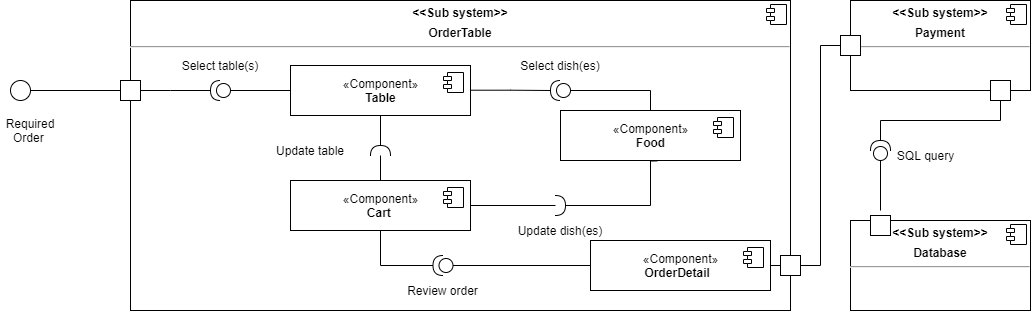 <<Sub system>>
OrderTable
<<Sub system>>
Payment
Select table(s)
Select dish(es)
«Component»
Table
Required
Order
«Component»
Food
Update table
SQL query
«Component»
Cart
Update dish(es)
<<Sub system>>
Database
«Component»
OrderDetail
Review order